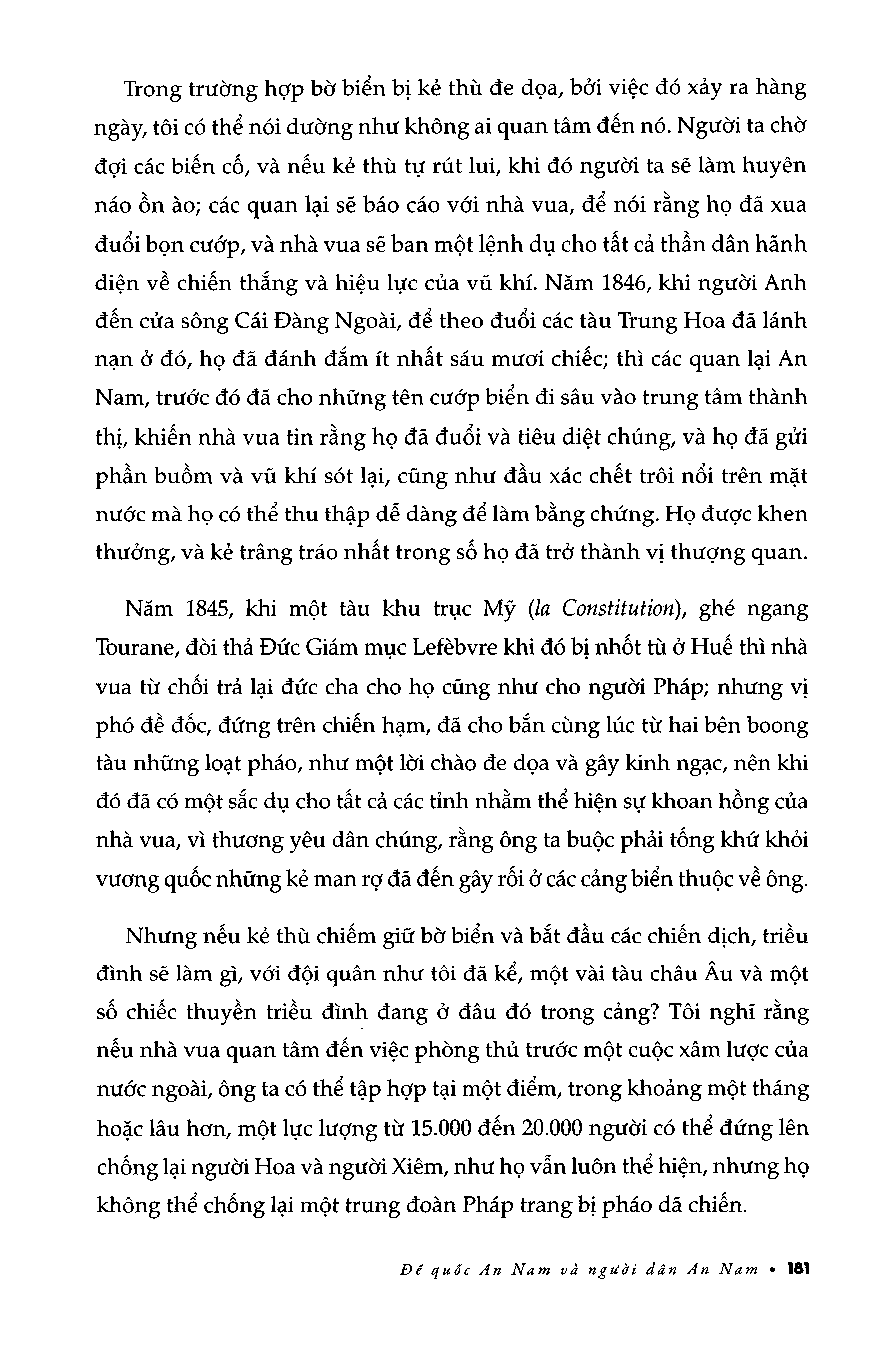 Trong trường hợp bờ biển bị kẻ thù đe dọa, bởi việc đó xảy ra hàng
ngày, tôi có thể nói dường như không ai quan tâm đến nó. Người ta chờ
đợi các biến cố, và nếu kẻ thù tự rút lui, khi đó người ta sẽ làm huyên
náo ồn ào; các quan lại sẽ báo cáo với nhà vua, để nói rằng họ đã xua
đuổi bọn cướp, và nhà vua sẽ ban một lệnh dụ cho tất cả thần dân hãnh
diện về chiến thắng và hiệu lực của vũ khí. Năm 1846, khi người Anh
đến cửa sông Cái Đàng Ngoài, để theo đuổi các tàu Trung Hoa đã lánh
nạn ở đó, họ đã đánh đắm ít nhất sáu mươi chiếc; thì các quan lại An
Nam, trước đó đã cho những tên cướp biển đi sâu vào trung tâm thành
thị, khiến nhà vua tin rằng họ đã đuổi và tiêu diệt chúng, và họ đã gửi
phần buồm và vũ khí sót lại, cũng như đầu xác chết trôi nổi trên mặt
nước mà họ có thể thu thập dễ dàng để làm bằng chứng. Họ được khen
thưởng, và kẻ trâng tráo nhất trong số họ đã trở thành vị thượng quan.
Năm 1845, khi một tàu khu trục Mỹ (la Constitution), ghé ngang
Tourane, đòi thả Đức Giám mục Lefèbvre khi đó bị nhốt tù ở Huế thì nhà
vua từ chối trả lại đức cha cho họ cũng như cho người Pháp; nhưng vị
phó đề đốc, đứng trên chiến hạm, đã cho bắn cùng lúc từ hai bên boong
tàu những loạt pháo, như một lời chào đe dọa và gây kinh ngạc, nên khi
đó đã có một sắc dụ cho tất cả các tỉnh nhằm thể hiện sự khoan hồng của
nhà vua, vì thương yêu dân chúng, rằng ông ta buộc phải tống khứ khỏi
vương quốc những kẻ man rợ đã đến gây rối ở các cảng biển thuộc về ông.
Nhưng nếu kẻ thù chiếm giữ bờ biển và bắt đầu các chiến dịch, triều
đình sẽ làm gì, với đội quân như tôi đã kể, một vài tàu châu Âu và một
số chiếc thuyền triều đình đang ở đâu đó trong cảng? Tôi nghĩ rằng
nếu nhà vua quan tâm đến việc phòng thủ trước một cuộc xâm lược của
nước ngoài, ông ta có thể tập hợp tại một điểm, trong khoảng một tháng
hoặc lâu hơn, một lực lượng từ 15.000 đến 20.000 người có thể đứng lên
chống lại người Hoa và người Xiêm, như họ vẫn luôn thể hiện, nhưng họ
không thể chống lại một trung đoàn Pháp trang bị pháo dã chiến.
Đế quốc An Nam và người dân An Nam • 181